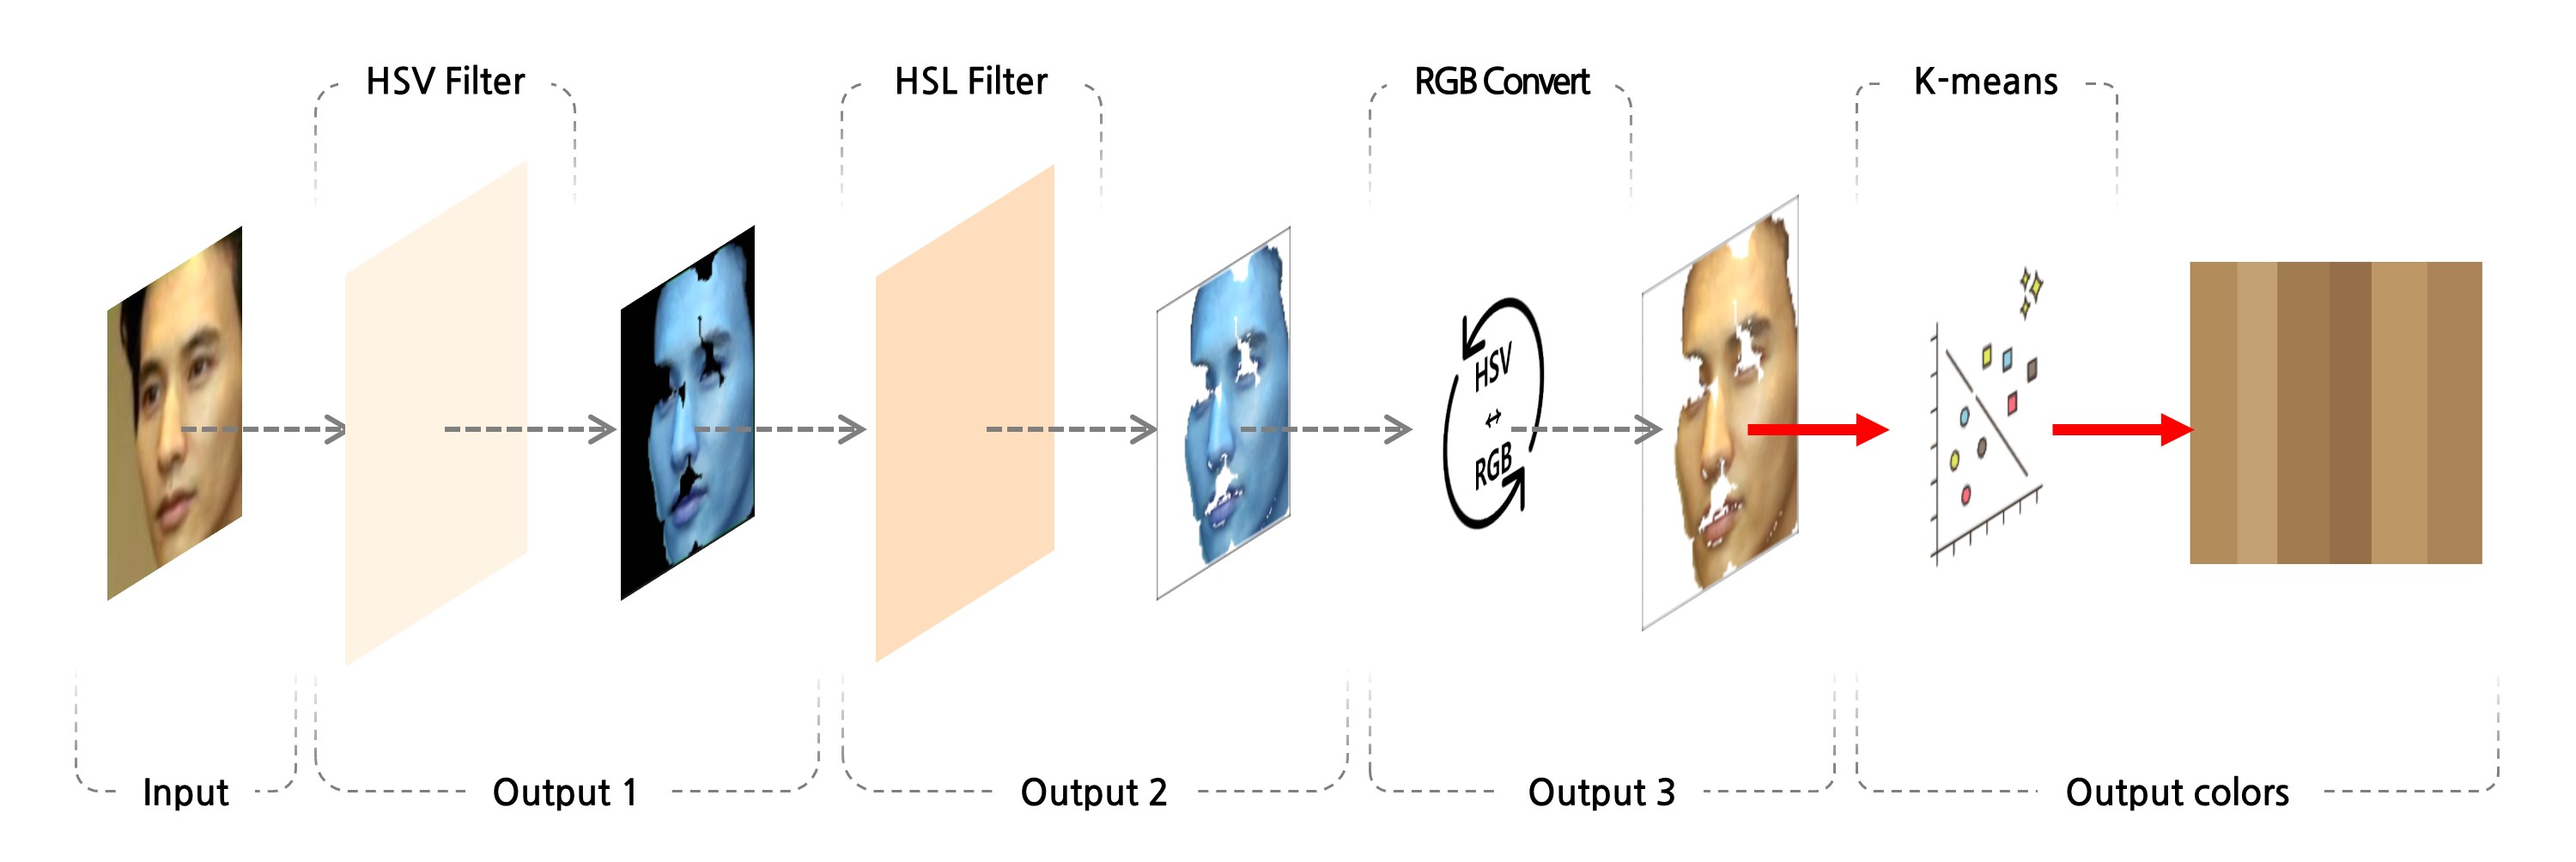 HSV Filter
HSL Filter
RGB Convert
K-means
HSV
↔
RGB
Input
Output 1
Output 2
Output 3
Output colors